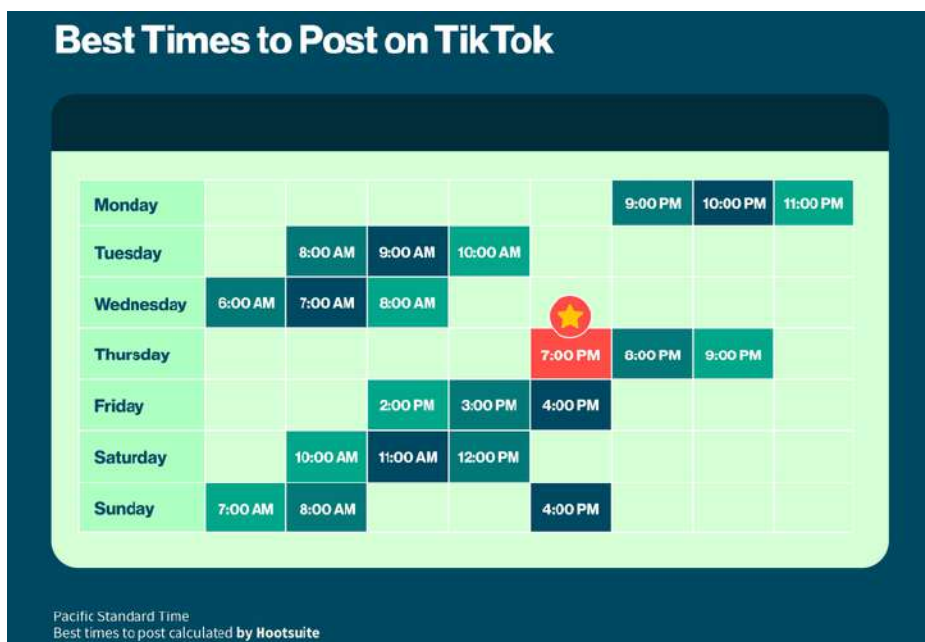 Best Times to Post on TikTok
Monday 9:00 PM 10:00 PM 11:00 PM
Tuesday 8:00 AM 9:00 AM 10:00 AM
Wednesday 6:00 AM 7:00 AM 8:00 AM
Thursday 7:00 PM 8:00 PM 9:00 PM
Friday 2:00 PM 3:00 PM 4:00 PM
Saturday 10:00 AM 11:00 AM 12:00 PM
Sunday 7:00 AM 8:00 AM 4:00 PM
Pacific Standard Time
Best times to post calculated by Hootsuite